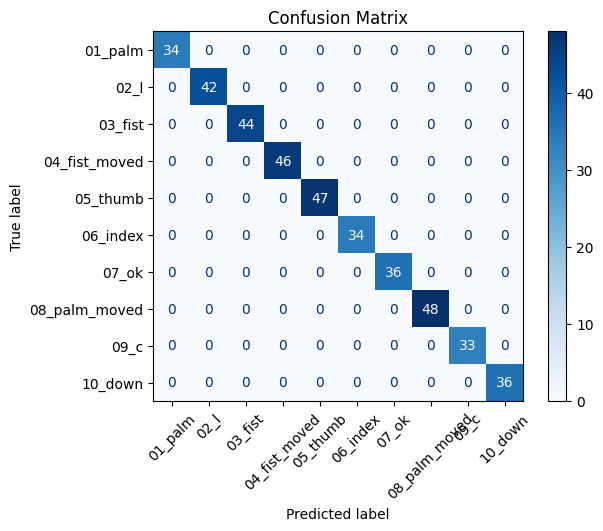 Confusion Matrix
01_palm 34 0 0 0 0 0 0 0 0 0
02_l 0 42 0 0 0 0 0 0 0 0
03_fist 0 0 44 0 0 0 0 0 0 0
04_fist_moved 0 0 0 46 0 0 0 0 0 0
05_thumb 0 0 0 0 47 0 0 0 0 0
06_index 0 0 0 0 0 34 0 0 0 0
07_ok 0 0 0 0 0 0 36 0 0 0
08_palm_moved 0 0 0 0 0 0 0 48 0 0
09_c 0 0 0 0 0 0 0 0 33 0
10_down 0 0 0 0 0 0 0 0 0 36
True label
01_palm 02_l 03_fist 04_fist_moved 05_thumb 06_index 07_ok 08_palm_moved 09_c 10_down
Predicted label
40
30
20
10
0